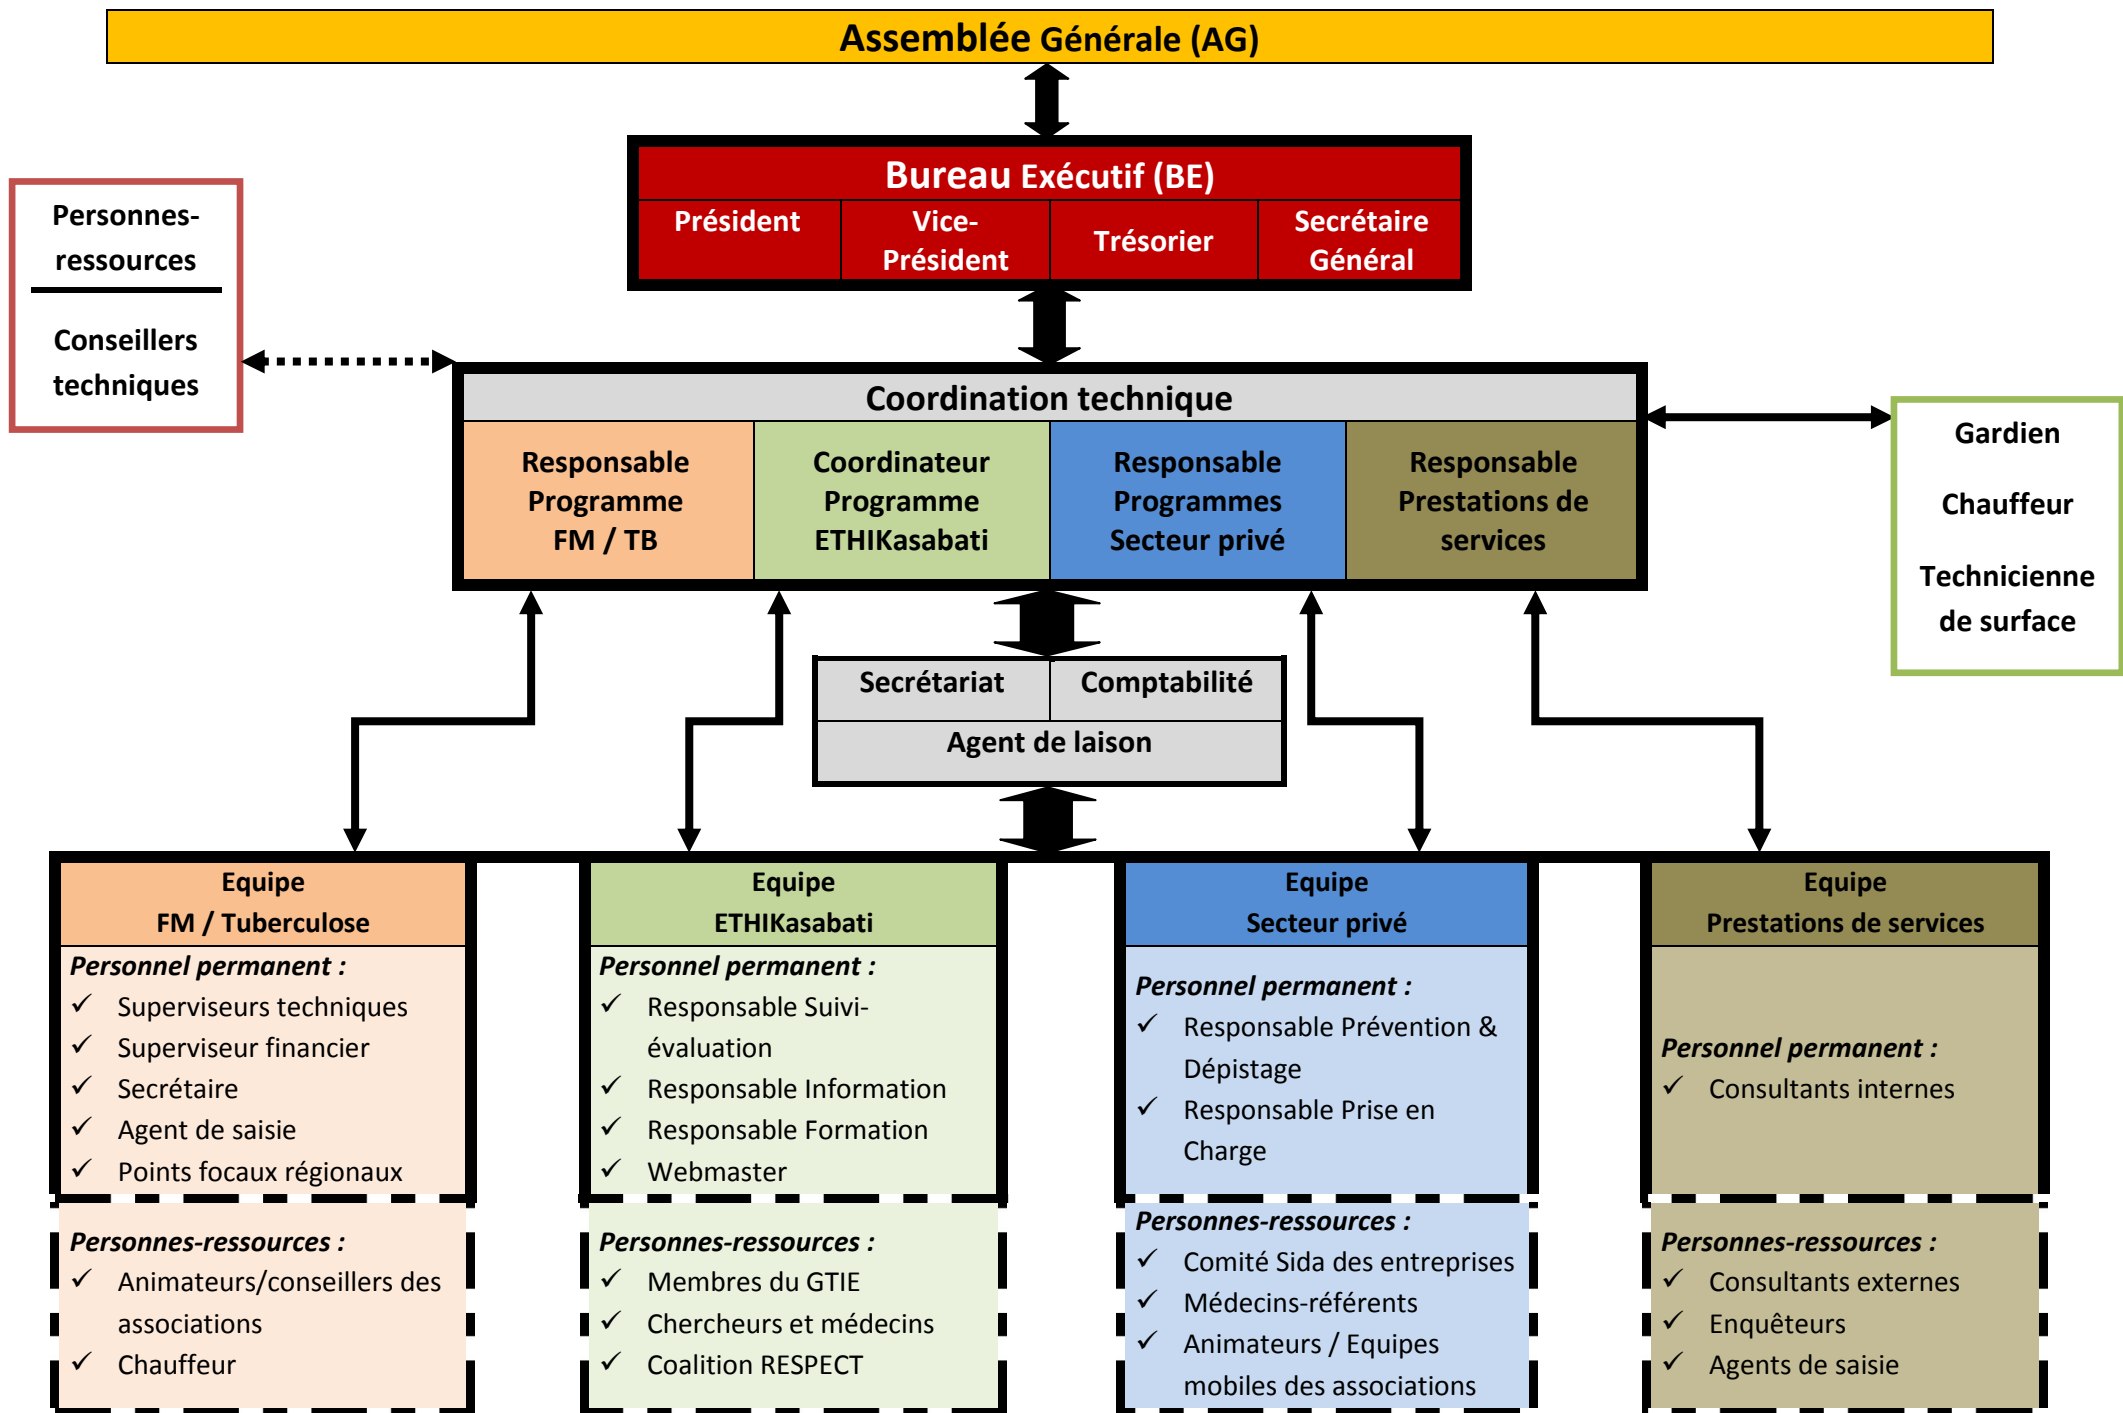 Assemblée Générale (AG)
Bureau Exécutif (BE)
Président
Vice-
Président
Trésorier
Secrétaire
Général
Personnes-
ressources
Conseillers
techniques
Coordination technique
Responsable
Programme
FM / TB
Coordinateur
Programme
ETHIKasabati
Responsable
Programmes
Secteur privé
Responsable
Prestations de
services
Gardien
Chauffeur
Technicienne
de surface
Secrétariat
Comptabilité
Agent de laison
Equipe
FM / Tuberculose
Personnel permanent :
✓ Superviseurs techniques
✓ Superviseur financier
✓ Secrétaire
✓ Agent de saisie
✓ Points focaux régionaux
Personnes-ressources :
✓ Animateurs/conseillers des
associations
✓ Chauffeur
Equipe
ETHIKasabati
Personnel permanent :
✓ Responsable Suivi-
évaluation
✓ Responsable Information
✓ Responsable Formation
✓ Webmaster
Personnes-ressources :
✓ Membres du GTIE
✓ Chercheurs et médecins
✓ Coalition RESPECT
Equipe
Secteur privé
Personnel permanent :
✓ Responsable Prévention &
Dépistage
✓ Responsable Prise en
Charge
Personnes-ressources :
✓ Comité Sida des entreprises
✓ Médecins-référents
✓ Animateurs / Equipes
mobiles des associations
Equipe
Prestations de services
Personnel permanent :
✓ Consultants internes
Personnes-ressources :
✓ Consultants externes
✓ Enquêteurs
✓ Agents de saisie